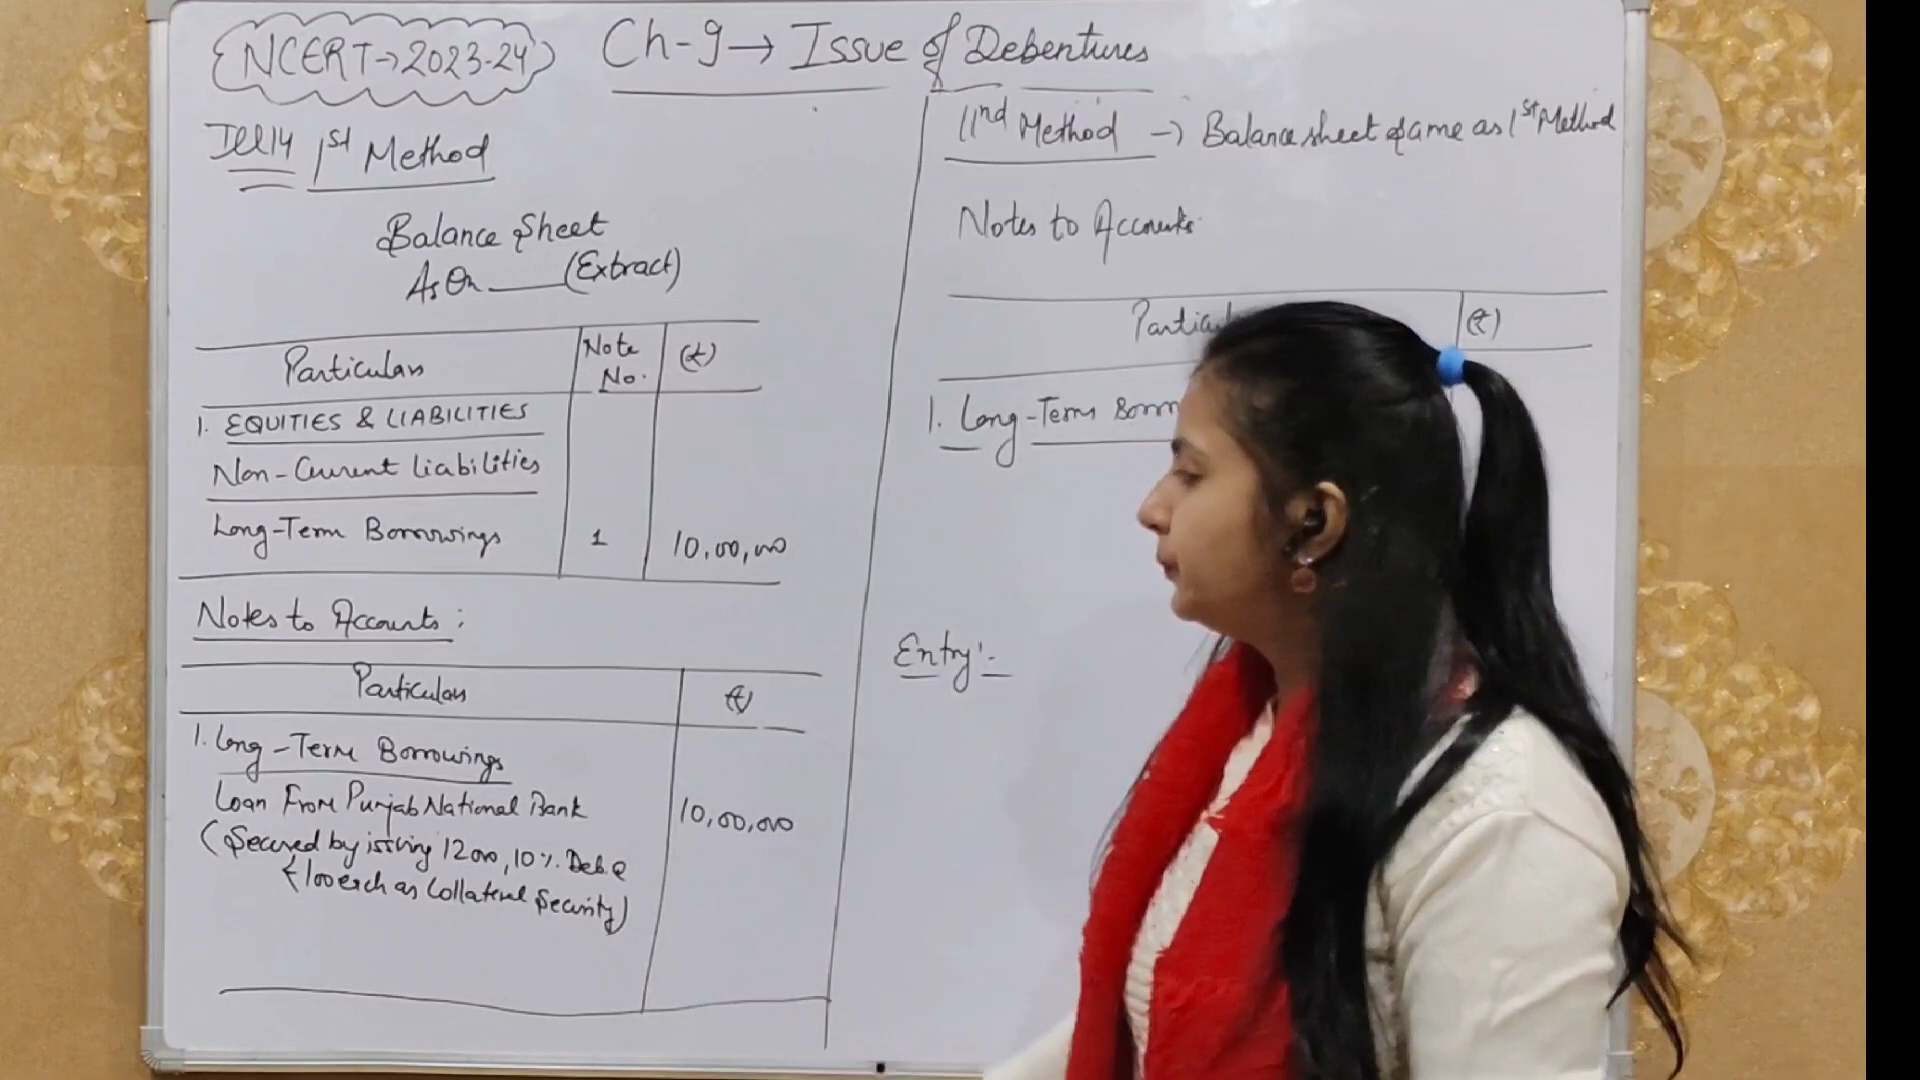 NCERT→2023-24
Ch-9→ Issue of Debentures
Ill 14 1st Method
Balance Sheet
As On ____ (Extract)
Particulars Note No. (₹)
1. EQUITIES & LIABILITIES
Non-Current Liabilities
Long-Term Borrowings 1 10,00,000
Notes to Accounts:
Particulars (₹)
1. Long-Term Borrowings
Loan From Punjab National Bank 10,00,000
(Secured by issuing 12000, 10% Deb. @
₹ 100 each as Collateral Security)
IInd Method → Balance sheet same as 1st Method
Notes to Accounts
(₹)
1. Long-Term
Entry:-